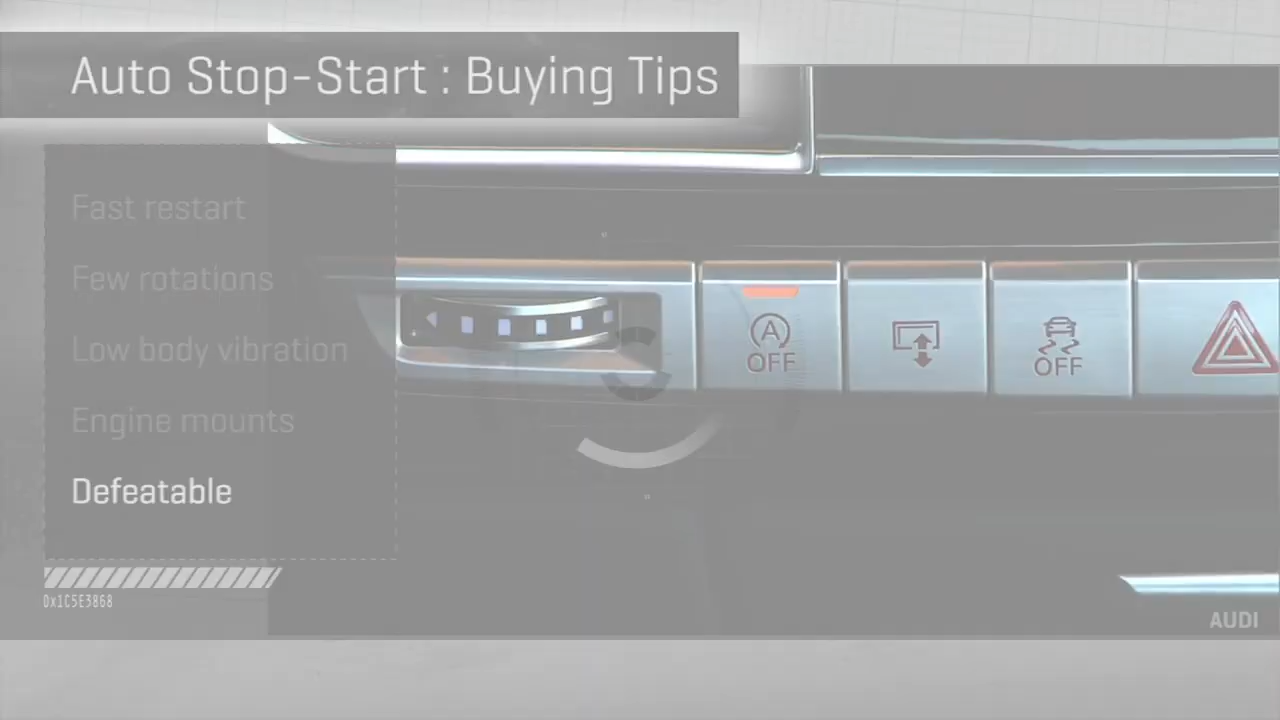 Auto Stop-Start : Buying Tips
Fast restart
Few rotations
Low body vibration
Engine mounts
Defeatable
A
OFF
OFF
0x1C5E3868
AUDI